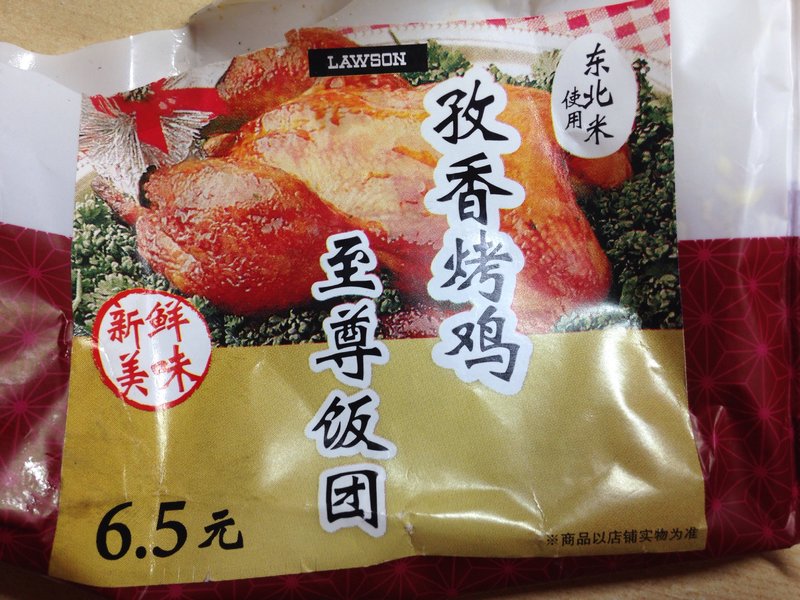 LAWSON
东北米
使用
孜香烤鸡
至尊饭团
新鲜
美味
6.5元
※商品以店铺实物为准